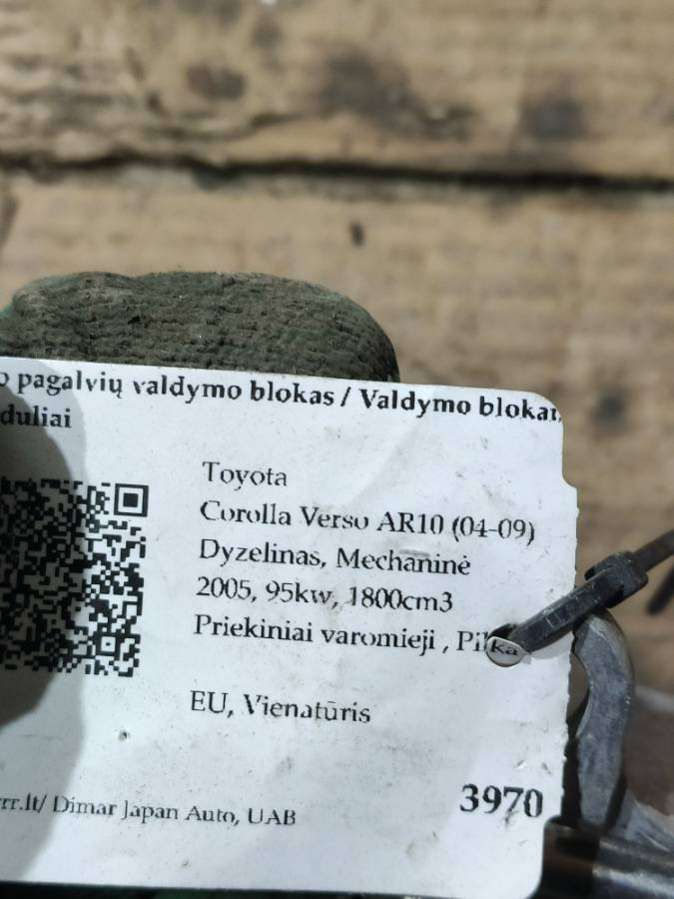 o pagalvių valdymo blokas / Valdymo blokai,
duliai
Toyota
Corolla Verso AR10 (04-09)
Dyzelinas, Mechaninė
2005, 95kw, 1800cm3
Priekiniai varomieji , Pilka
EU, Vienatūris
rrr.lt/ Dimar Japan Auto, UAB
3970